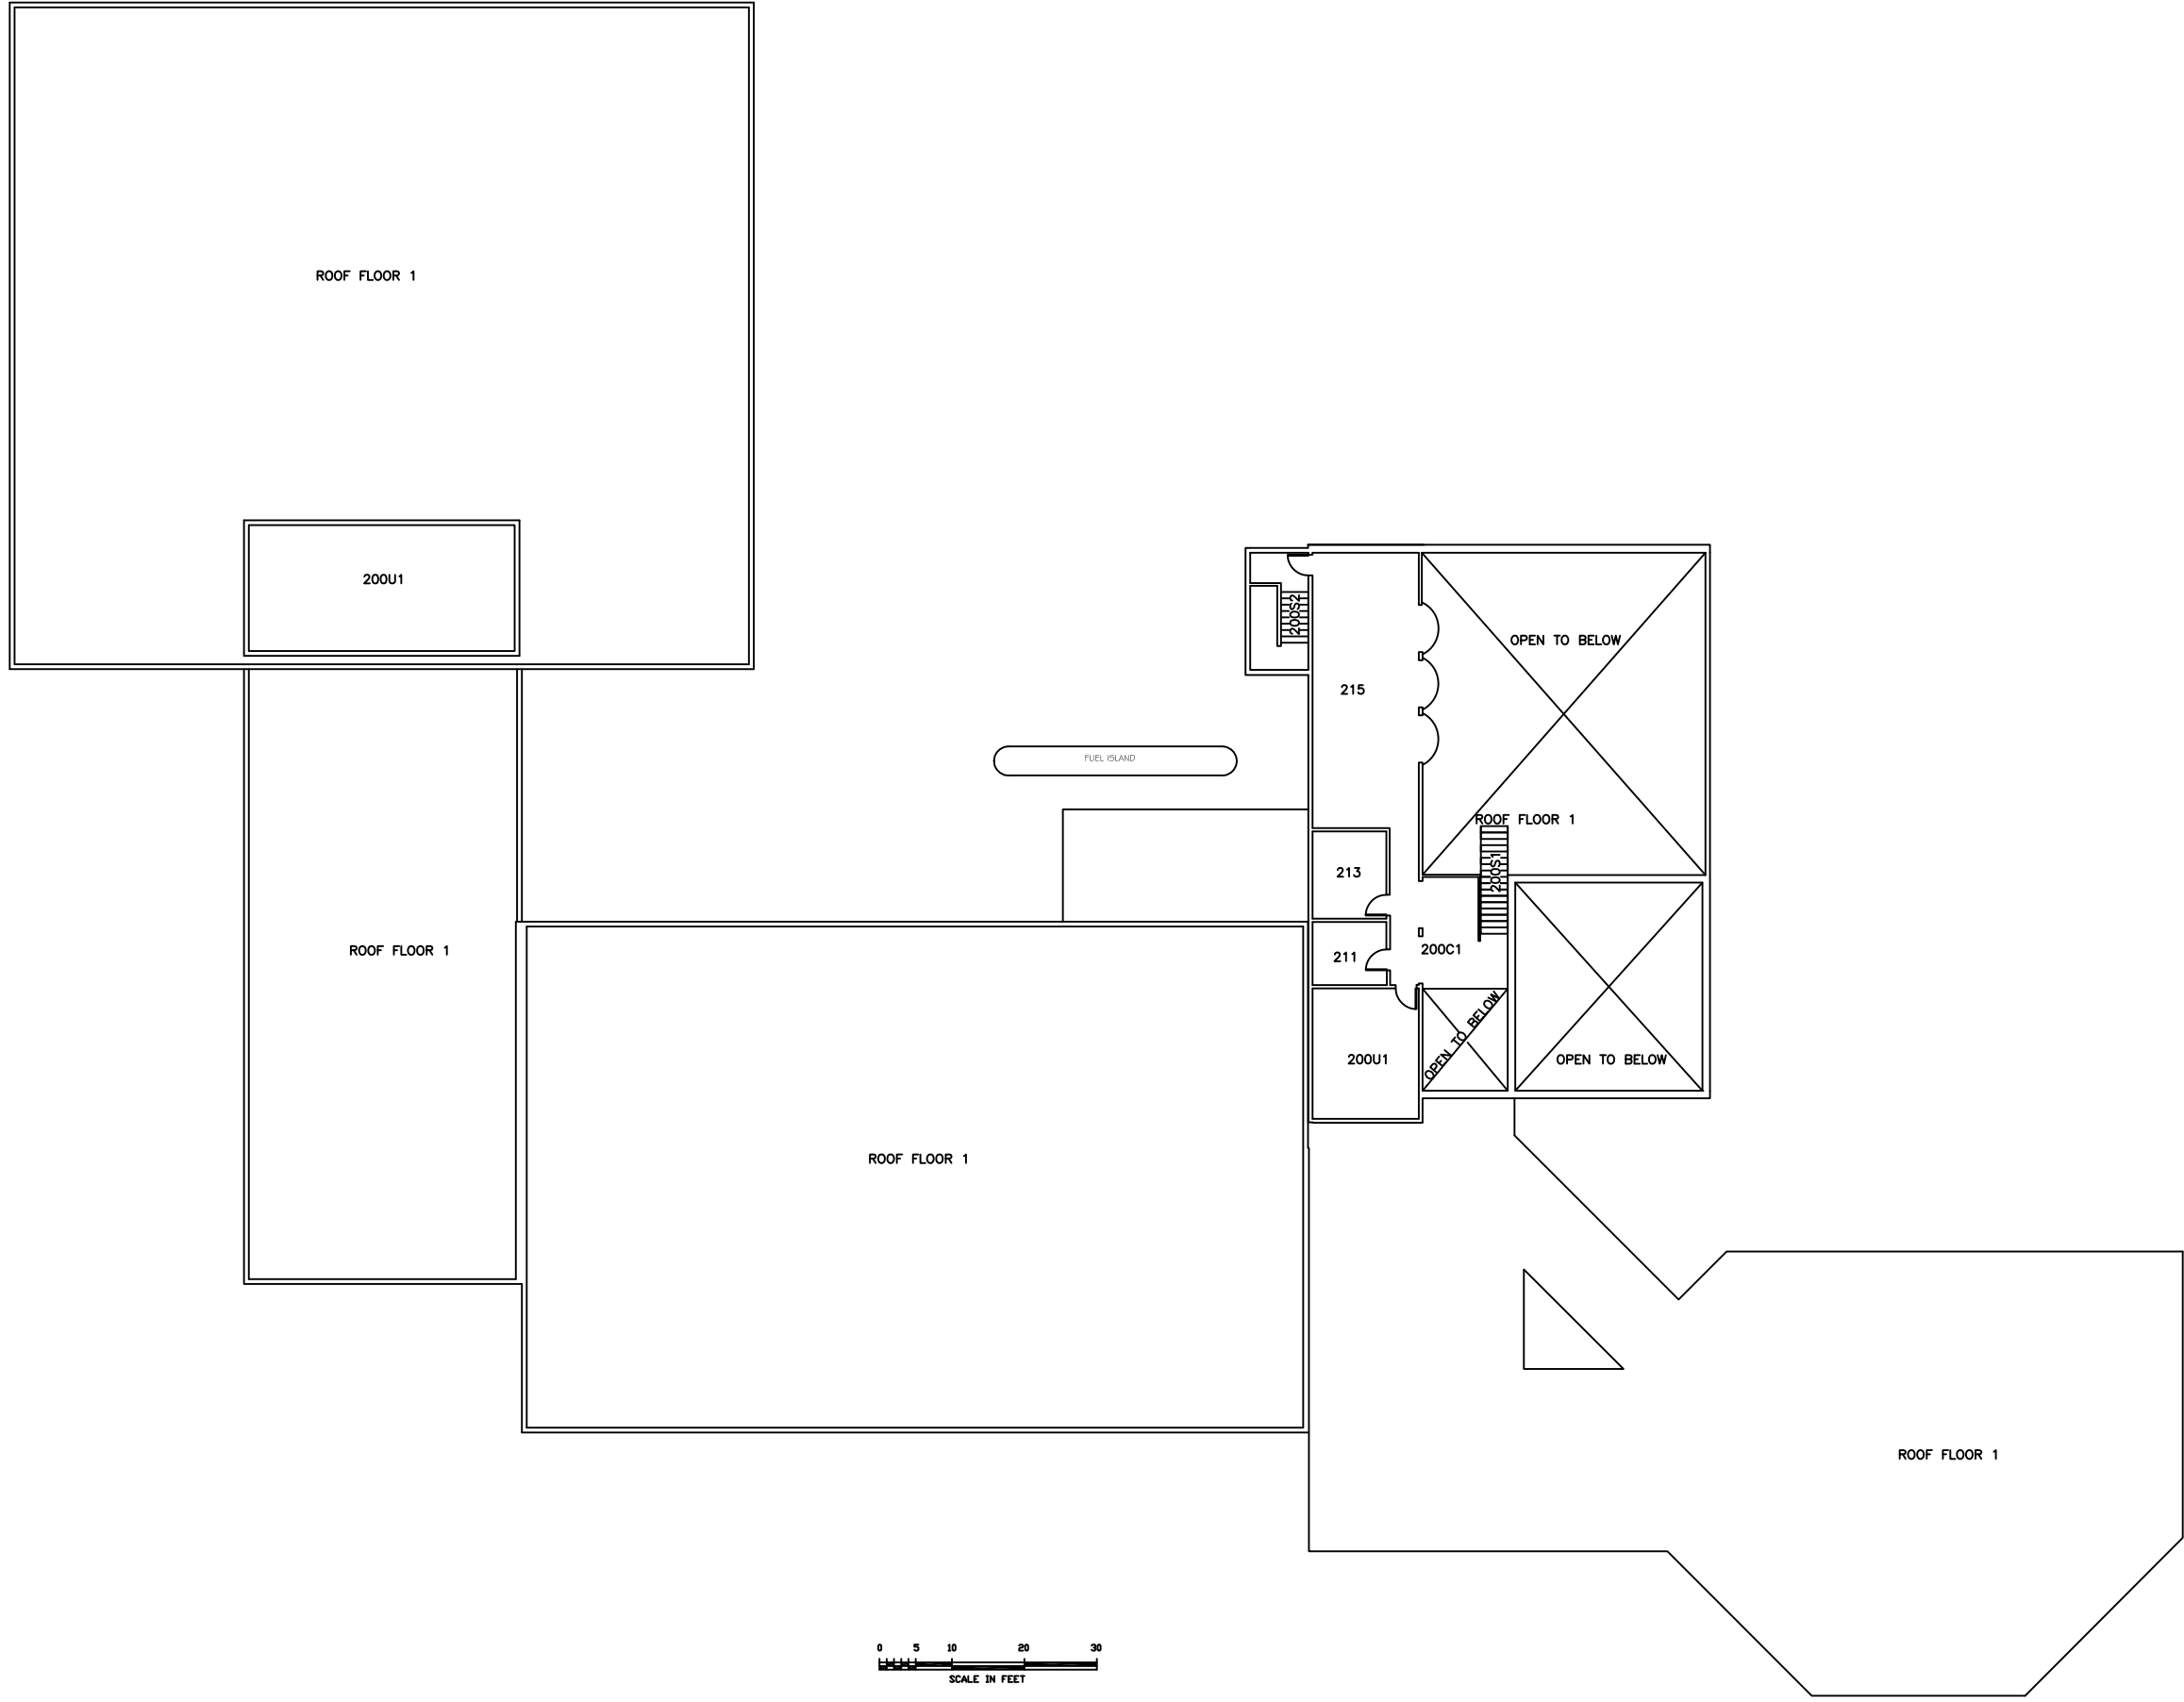 ROOF FLOOR 1
200U1
200S2
OPEN TO BELOW
215
FUEL ISLAND
ROOF FLOOR 1
213
200S1
ROOF FLOOR 1
211
200C1
OPEN TO BELOW
200U1
OPEN TO BELOW
ROOF FLOOR 1
ROOF FLOOR 1
0 5 10 20 30
SCALE IN FEET